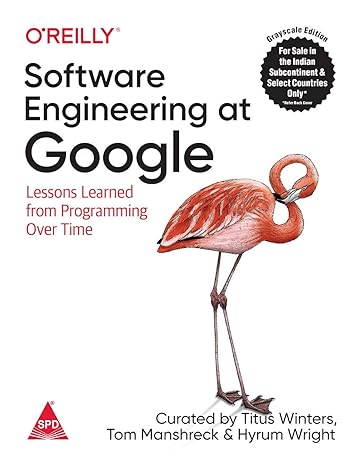 O'REILLY®
Grayscale Edition
For Sale in
the Indian
Subcontinent &
Select Countries
Only*
*Refer Back Cover
Software
Engineering at
Google
Lessons Learned
from Programming
Over Time
SPD
Curated by Titus Winters,
Tom Manshreck & Hyrum Wright